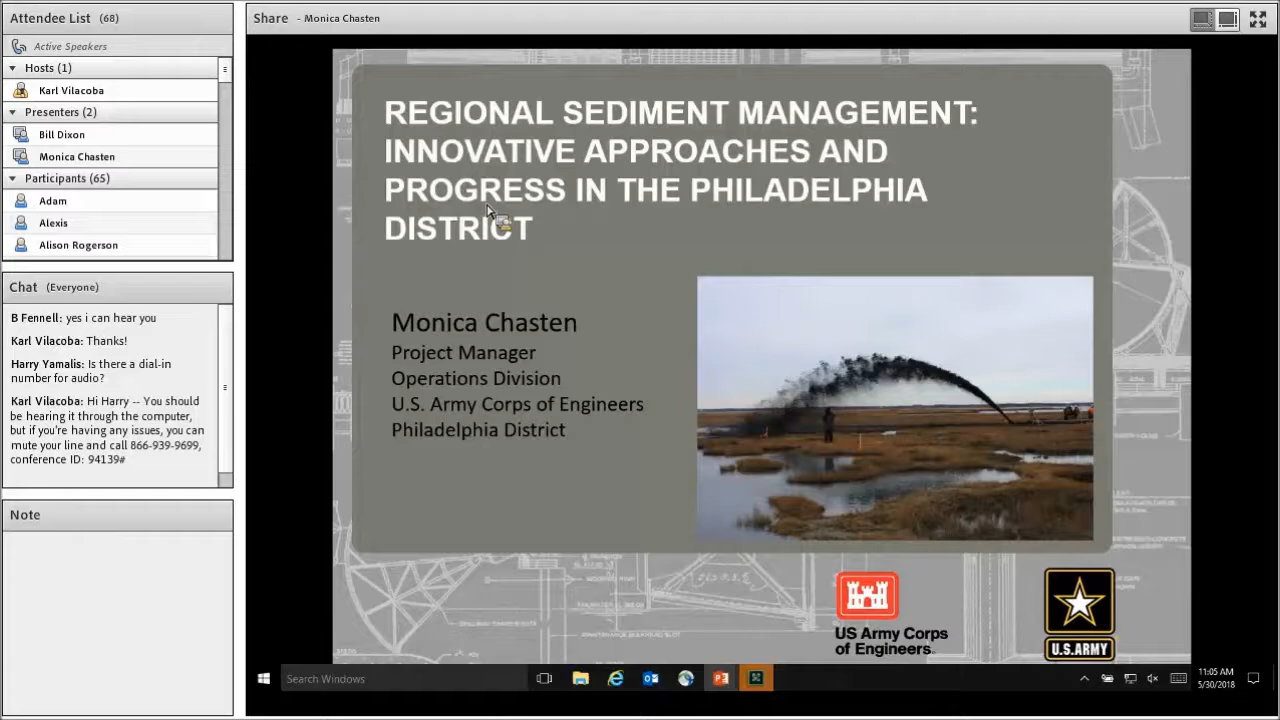 Attendee List (68)
Active Speakers
Hosts (1)
Karl Vilacoba
Presenters (2)
Bill Dixon
Monica Chasten
Participants (65)
Adam
Alexis
Alison Rogerson
Chat (Everyone)
B Fennell: yes i can hear you
Karl Vilacoba: Thanks!
Harry Yamalis: Is there a dial-in
number for audio?
Karl Vilacoba: Hi Harry -- You should
be hearing it through the computer,
but if you're having any issues, you can
mute your line and call 866-939-9699,
conference ID: 94139#
Note
Share - Monica Chasten
REGIONAL SEDIMENT MANAGEMENT:
INNOVATIVE APPROACHES AND
PROGRESS IN THE PHILADELPHIA
DISTRICT
Monica Chasten
Project Manager
Operations Division
U.S. Army Corps of Engineers
Philadelphia District
US Army Corps
of Engineers
U.S.ARMY
Search Windows
11:05 AM
5/30/2018